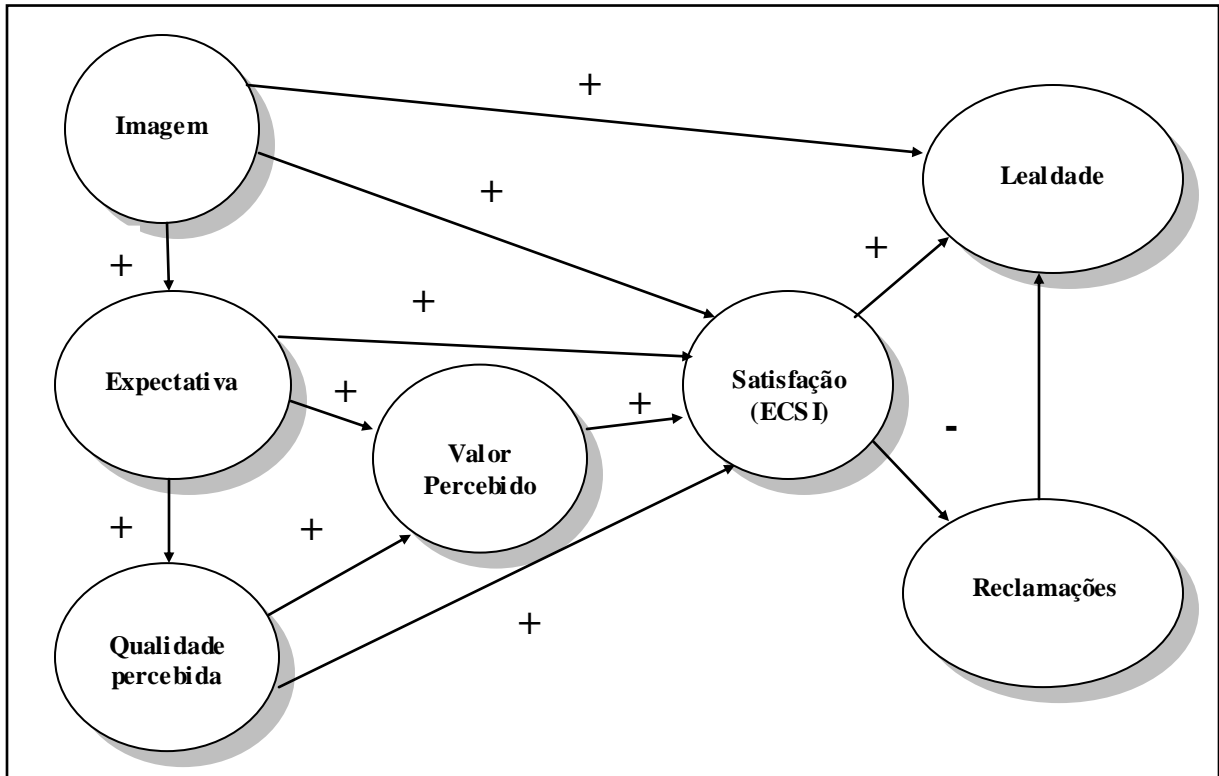 +
Imagem
Lealdade
+
+
+
+
Expectativa
+
+
Satisfação
(ECSI)
-
Valor
Percebido
+
+
Reclamações
+
Qualidade
percebida